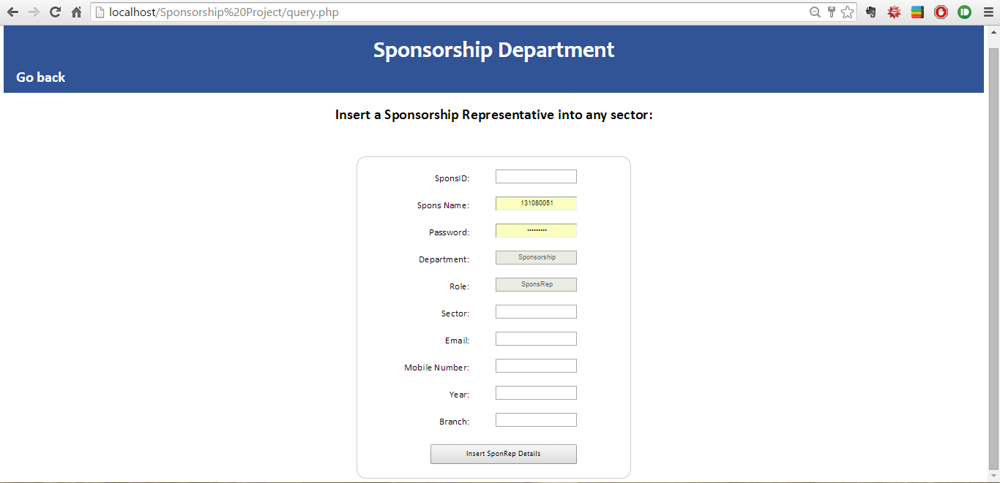 localhost/Sponsorship%20Project/query.php
Sponsorship Department
Go back
Insert a Sponsorship Representative into any sector:
SponsID:
Spons Name: 131080051
Password: •••••••••
Department: Sponsorship
Role: SponsRep
Sector:
Email:
Mobile Number:
Year:
Branch:
Insert SponRep Details